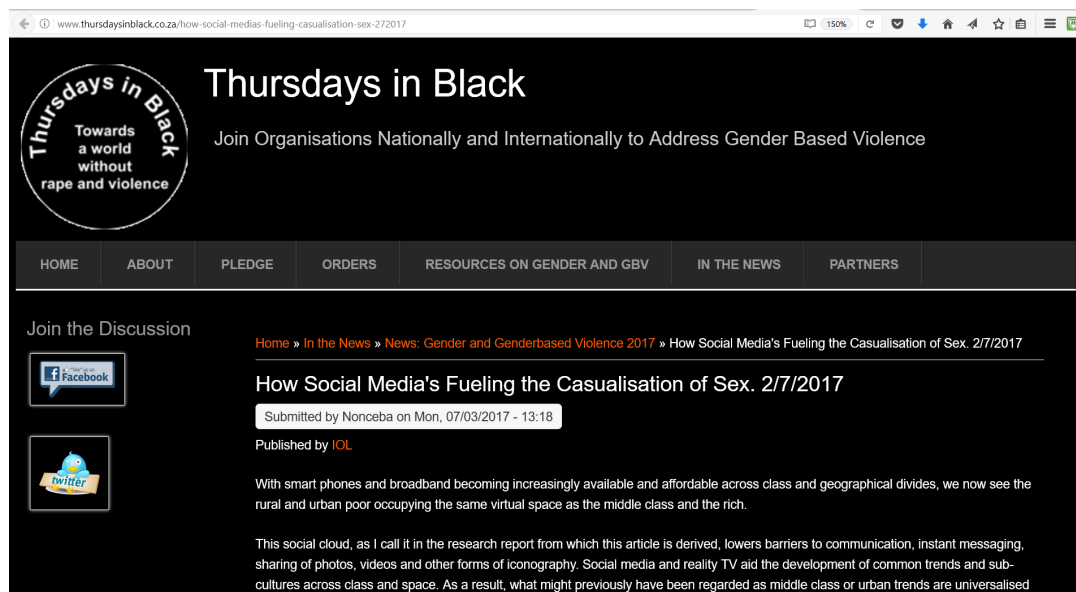 www.thursdaysinblack.co.za/how-social-medias-fueling-casualisation-sex-272017
150%
Thursdays in Black
Towards
a world
without
rape and violence
Thursdays in Black
Join Organisations Nationally and Internationally to Address Gender Based Violence
HOME ABOUT PLEDGE ORDERS RESOURCES ON GENDER AND GBV IN THE NEWS PARTNERS
Join the Discussion
Facebook
twitter
Home » In the News » News: Gender and Genderbased Violence 2017 » How Social Media's Fueling the Casualisation of Sex. 2/7/2017
How Social Media's Fueling the Casualisation of Sex. 2/7/2017
Submitted by Nonceba on Mon, 07/03/2017 - 13:18
Published by IOL
With smart phones and broadband becoming increasingly available and affordable across class and geographical divides, we now see the
rural and urban poor occupying the same virtual space as the middle class and the rich.
This social cloud, as I call it in the research report from which this article is derived, lowers barriers to communication, instant messaging,
sharing of photos, videos and other forms of iconography. Social media and reality TV aid the development of common trends and sub-
cultures across class and space. As a result, what might previously have been regarded as middle class or urban trends are universalised